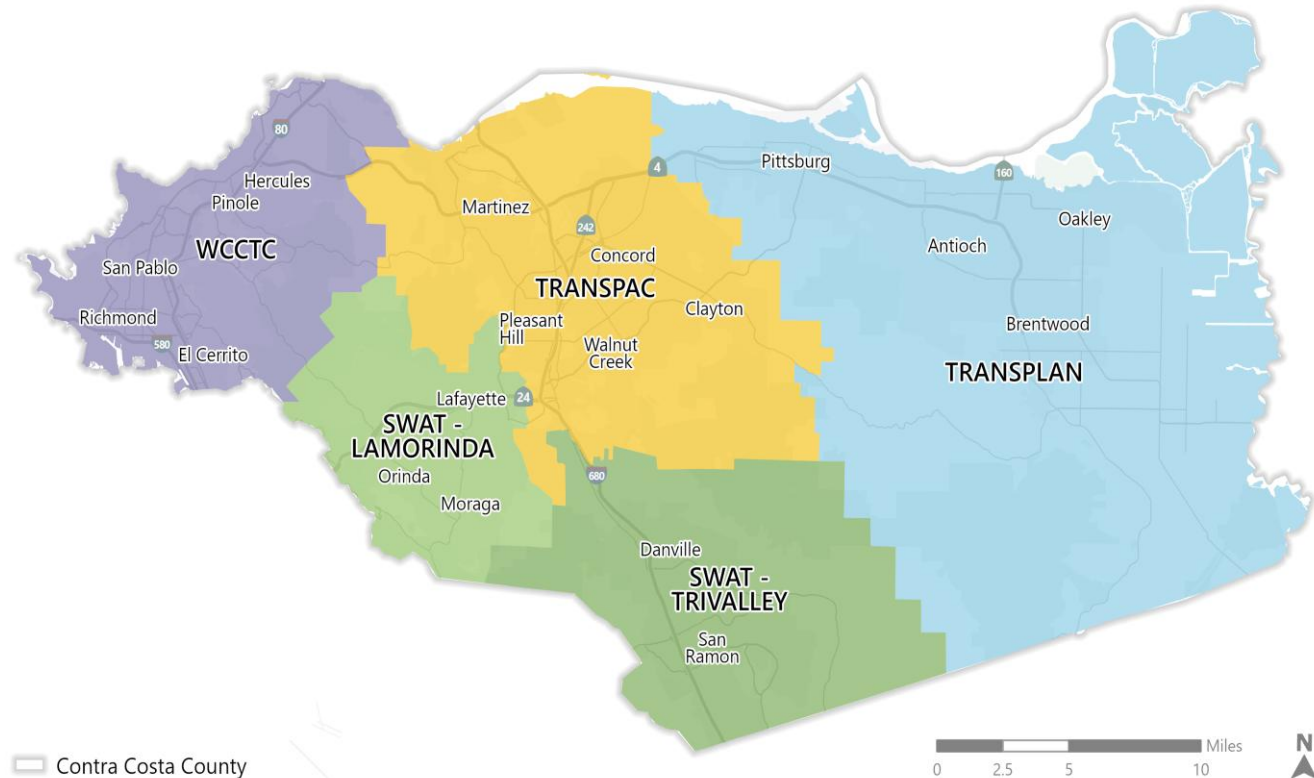 80
Hercules
Pinole
WCCTC
San Pablo
Richmond
580
El Cerrito
Martinez
4
242
Concord
TRANSPAC
Clayton
Pleasant
Hill
Walnut
Creek
Pittsburg
160
Oakley
Antioch
Brentwood
TRANSPLAN
Lafayette
24
SWAT -
LAMORINDA
Orinda
Moraga
680
Danville
SWAT -
TRIVALLEY
San
Ramon
Contra Costa County
Miles
0 2.5 5 10
N